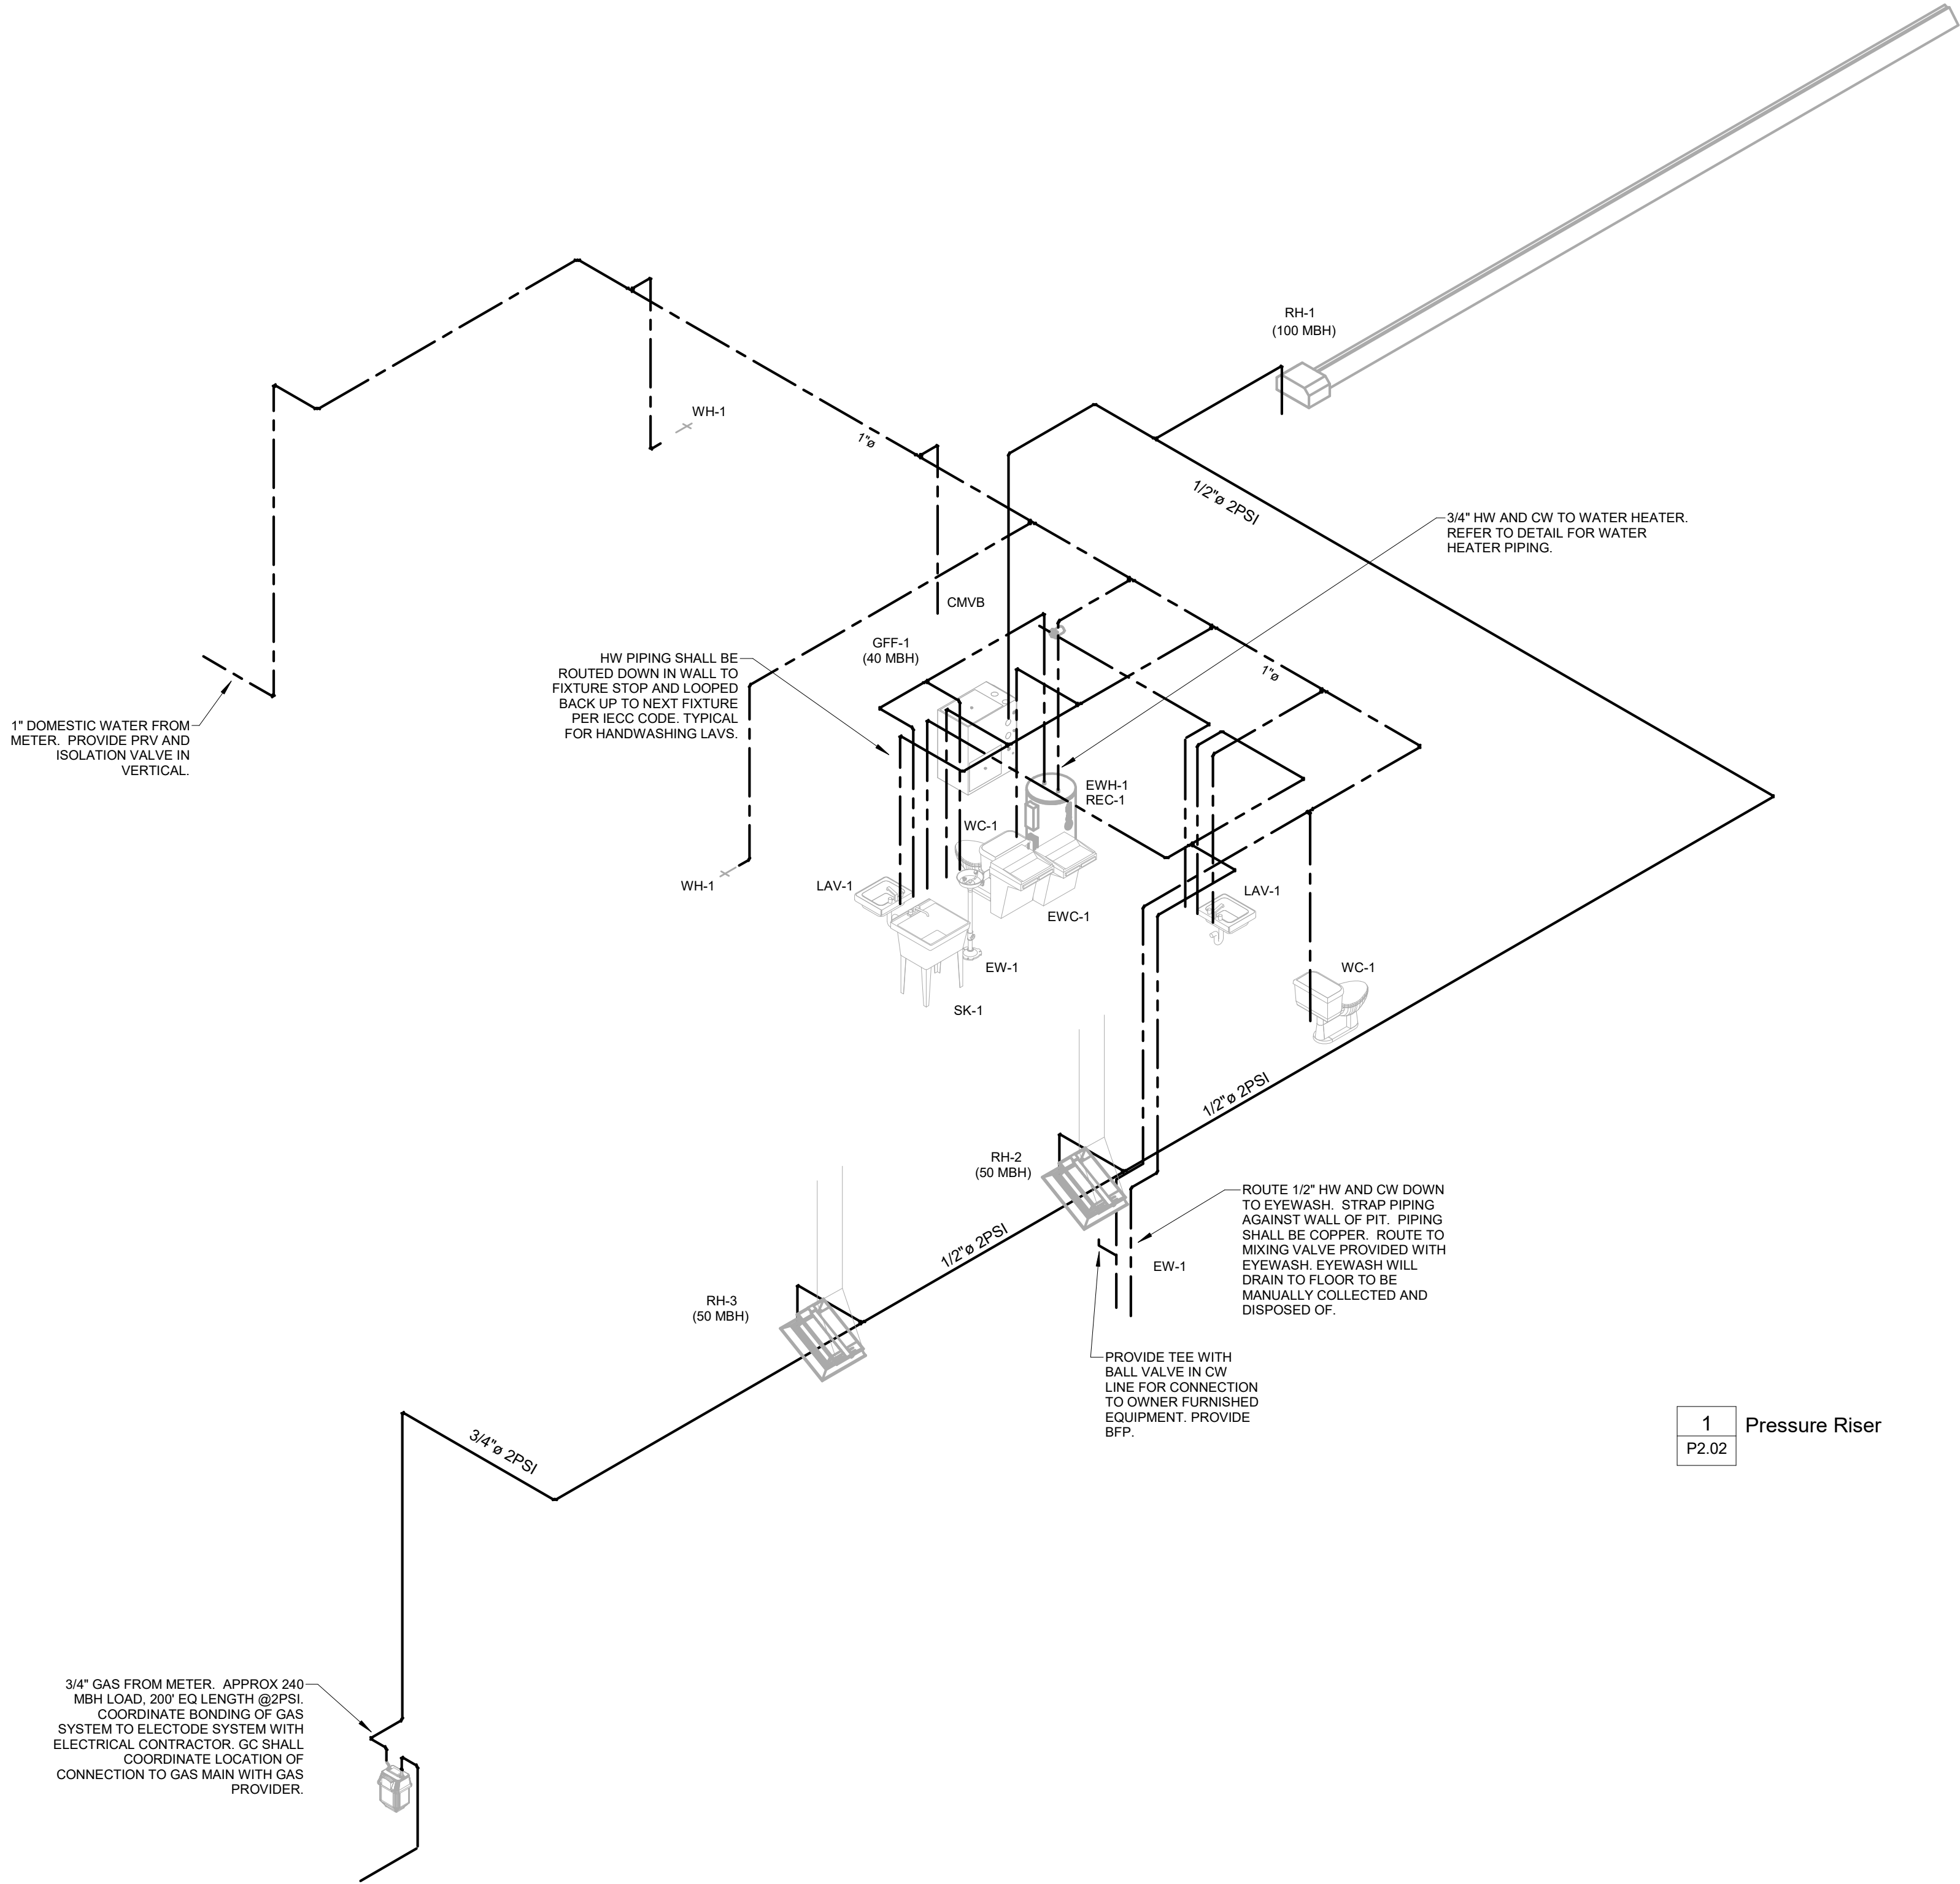 RH-1
(100 MBH)
WH-1
1"ø
1/2"ø 2PSI
3/4" HW AND CW TO WATER HEATER.
REFER TO DETAIL FOR WATER
HEATER PIPING.
CMVB
GFF-1
(40 MBH)
HW PIPING SHALL BE
ROUTED DOWN IN WALL TO
FIXTURE STOP AND LOOPED
BACK UP TO NEXT FIXTURE
PER IECC CODE. TYPICAL
FOR HANDWASHING LAVS.
1"ø
1" DOMESTIC WATER FROM
METER. PROVIDE PRV AND
ISOLATION VALVE IN
VERTICAL.
EWH-1
REC-1
WC-1
WH-1
LAV-1
LAV-1
EWC-1
EW-1
WC-1
SK-1
1/2"ø 2PSI
RH-2
(50 MBH)
ROUTE 1/2" HW AND CW DOWN
TO EYEWASH. STRAP PIPING
AGAINST WALL OF PIT. PIPING
SHALL BE COPPER. ROUTE TO
MIXING VALVE PROVIDED WITH
EYEWASH. EYEWASH WILL
DRAIN TO FLOOR TO BE
MANUALLY COLLECTED AND
DISPOSED OF.
1/2"ø 2PSI
EW-1
RH-3
(50 MBH)
PROVIDE TEE WITH
BALL VALVE IN CW
LINE FOR CONNECTION
TO OWNER FURNISHED
EQUIPMENT. PROVIDE
BFP.
1
P2.02
Pressure Riser
3/4"ø 2PSI
3/4" GAS FROM METER. APPROX 240
MBH LOAD, 200' EQ LENGTH @2PSI.
COORDINATE BONDING OF GAS
SYSTEM TO ELECTODE SYSTEM WITH
ELECTRICAL CONTRACTOR. GC SHALL
COORDINATE LOCATION OF
CONNECTION TO GAS MAIN WITH GAS
PROVIDER.